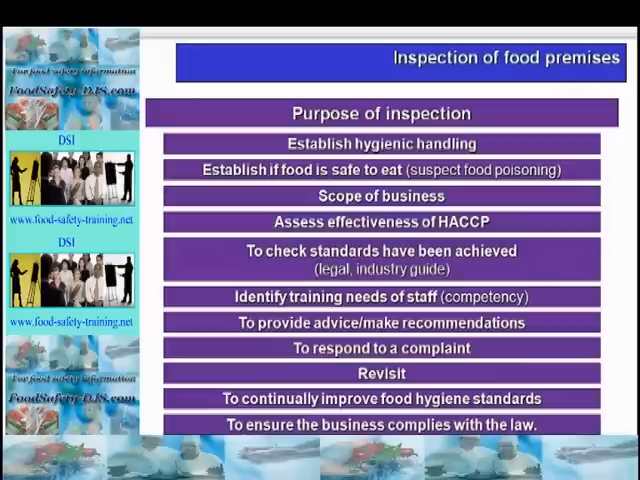 Inspection of food premises
Purpose of inspection
Establish hygienic handling
Establish if food is safe to eat (suspect food poisoning)
Scope of business
Assess effectiveness of HACCP
To check standards have been achieved
(legal, industry guide)
Identify training needs of staff (competency)
To provide advice/make recommendations
To respond to a complaint
Revisit
To continually improve food hygiene standards
To ensure the business complies with the law.
For food safety information
FoodSafety-DJS.com
DSI
www.food-safety-training.net
DSI
www.food-safety-training.net
For food safety information
FoodSafety-DJS.com